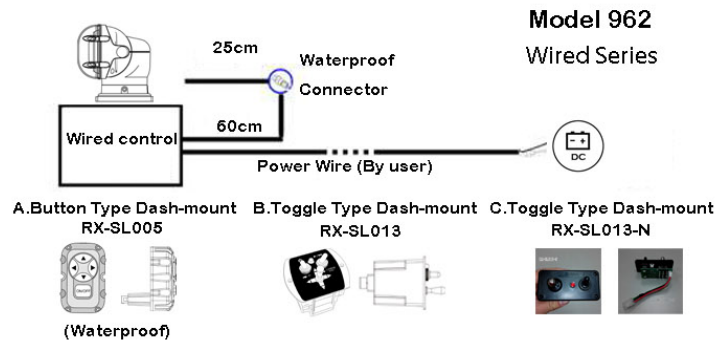 Model 962
Wired Series
25cm
Waterproof
Connector
60cm
Wired control
Power Wire (By user)
DC
A.Button Type Dash-mount
RX-SL005
B.Toggle Type Dash-mount
RX-SL013
C.Toggle Type Dash-mount
RX-SL013-N
(Waterproof)